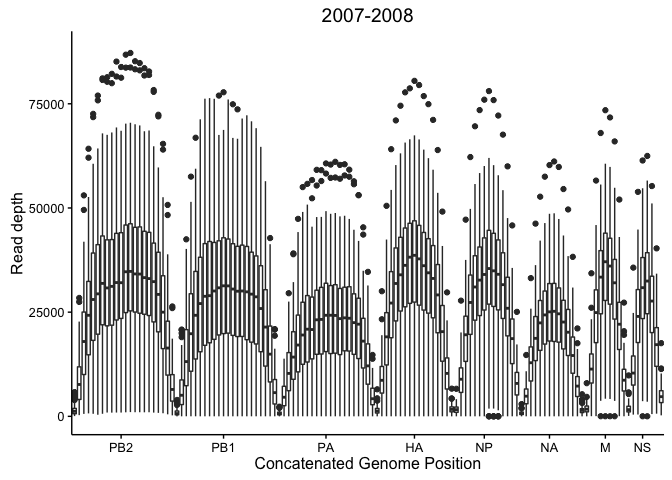 2007-2008
Read depth
75000
50000
25000
0
PB2 PB1 PA HA NP NA M NS
Concatenated Genome Position